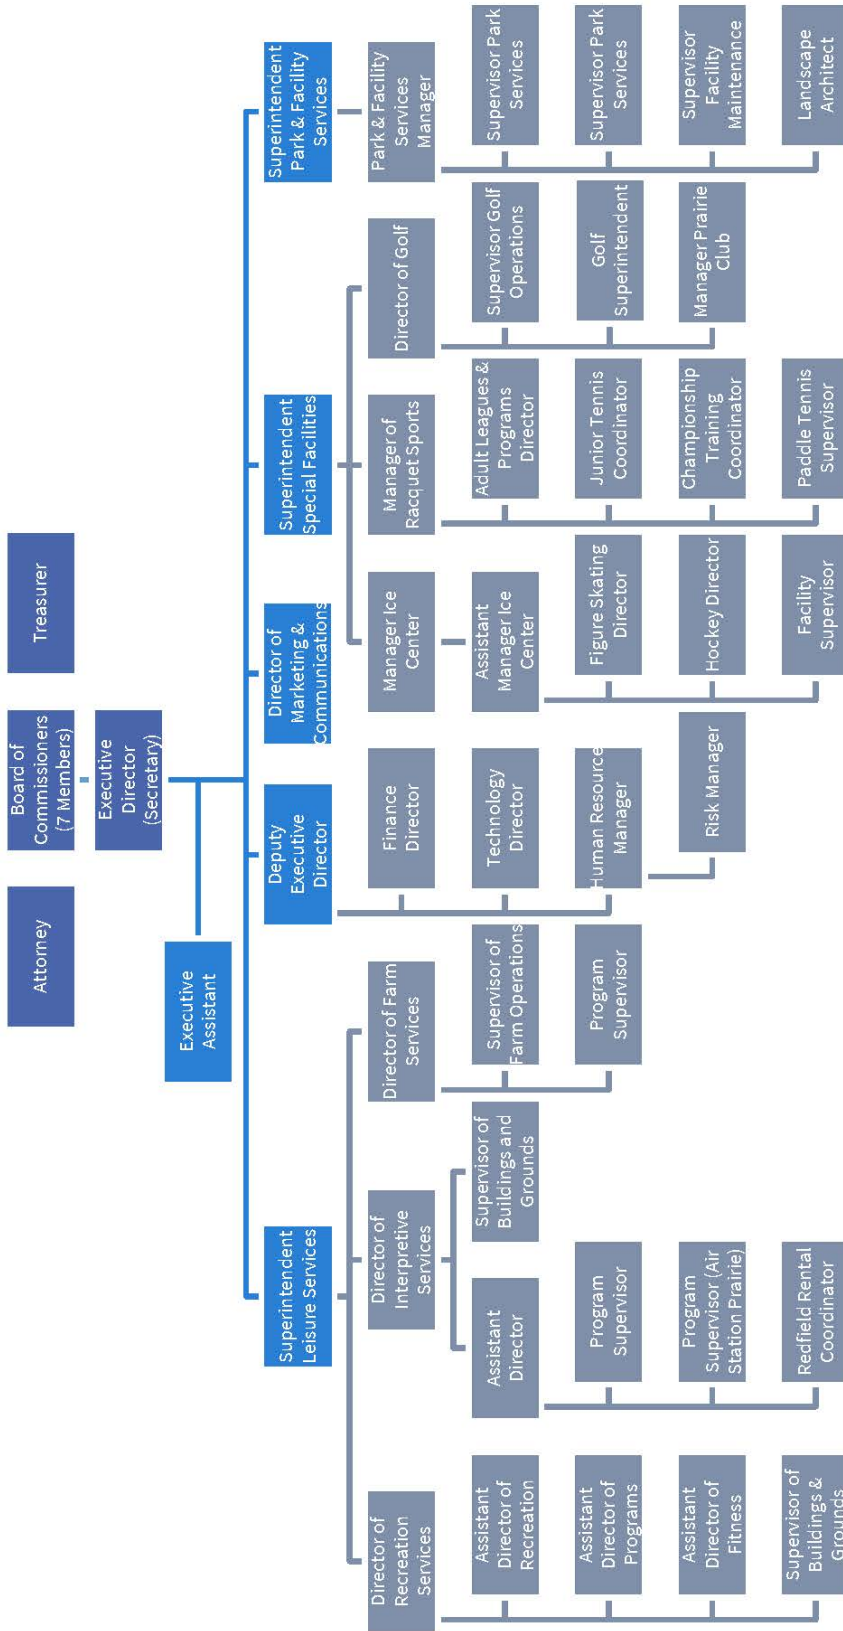 Attorney
Board of
Commissioners
(7 Members)
Treasurer
Executive
Director
(Secretary)
Executive
Assistant
Superintendent
Leisure Services
Deputy
Executive
Director
Director of
Marketing &
Communications
Superintendent
Special Facilities
Superintendent
Park & Facility
Services
Director of
Recreation
Services
Director of
Interpretive
Services
Director of Farm
Services
Finance
Director
Manager Ice
Center
Manager of
Racquet Sports
Director of Golf
Park & Facility
Services
Manager
Assistant
Director of
Recreation
Assistant
Director
Supervisor of
Buildings and
Grounds
Supervisor of
Farm Operations
Technology
Director
Assistant
Manager Ice
Center
Adult Leagues &
Programs
Director
Supervisor Golf
Operations
Supervisor Park
Services
Assistant
Director of
Programs
Program
Supervisor
Program
Supervisor
Human Resource
Manager
Figure Skating
Director
Junior Tennis
Coordinator
Golf
Superintendent
Supervisor Park
Services
Assistant
Director of
Fitness
Program
Supervisor (Air
Station Prairie)
Risk Manager
Hockey Director
Championship
Training
Coordinator
Manager Prairie
Club
Supervisor
Facility
Maintenance
Supervisor of
Buildings &
Grounds
Redfield Rental
Coordinator
Facility
Supervisor
Paddle Tennis
Supervisor
Landscape
Architect